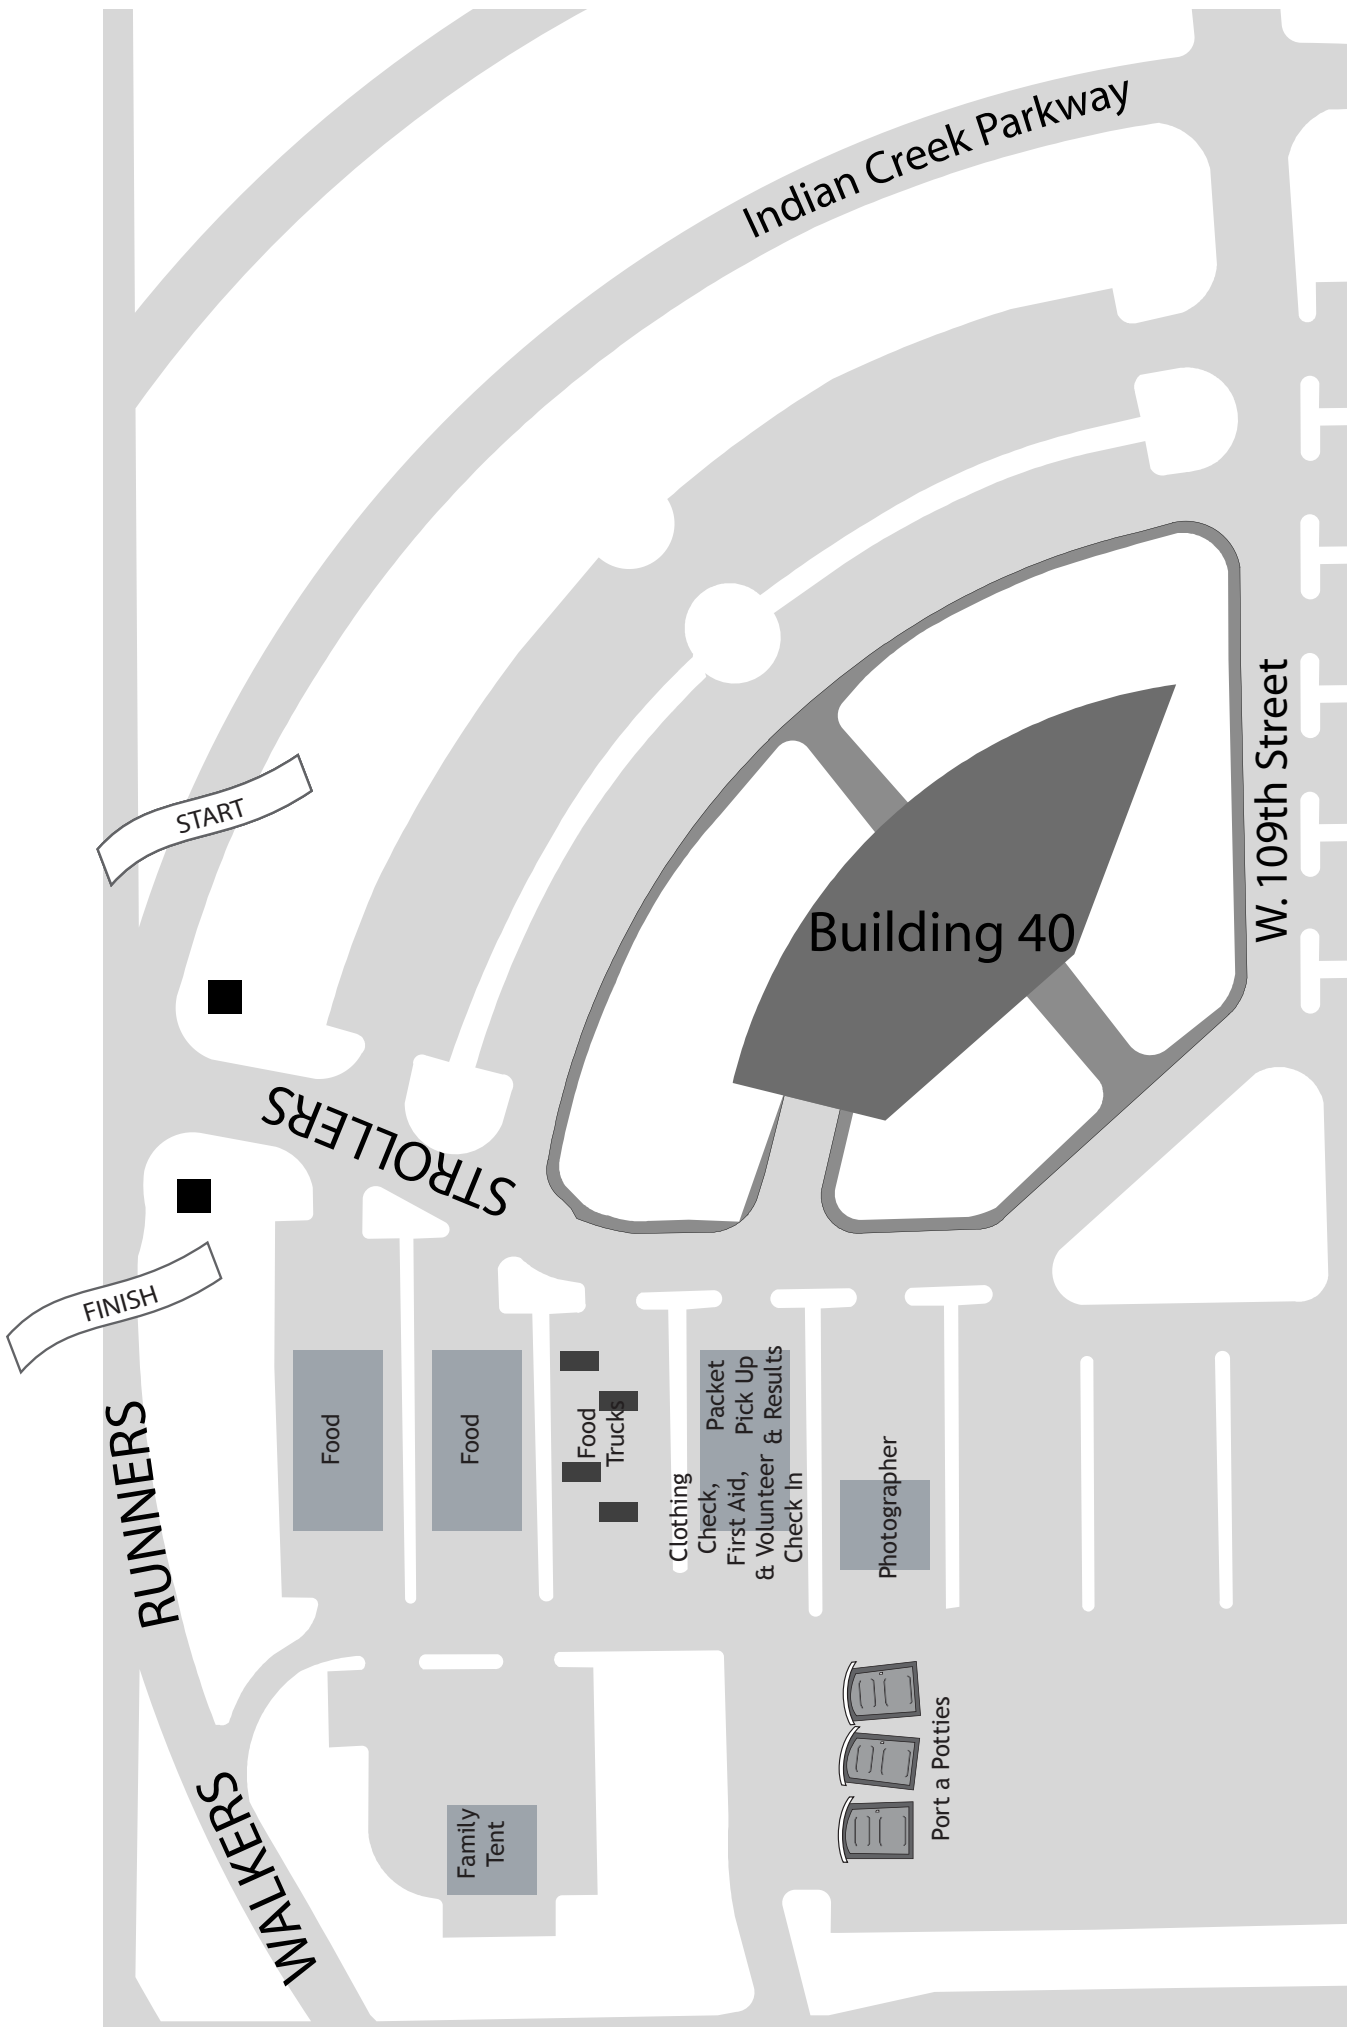 Indian Creek Parkway
START
W. 109th Street
Building 40
STROLLERS
FINISH
RUNNERS
Food
Food
Food
Trucks
Packet
Pick Up
& Results
Clothing
Check,
First Aid,
& Volunteer
Check In
Photographer
Port a Potties
WALKERS
Family
Tent